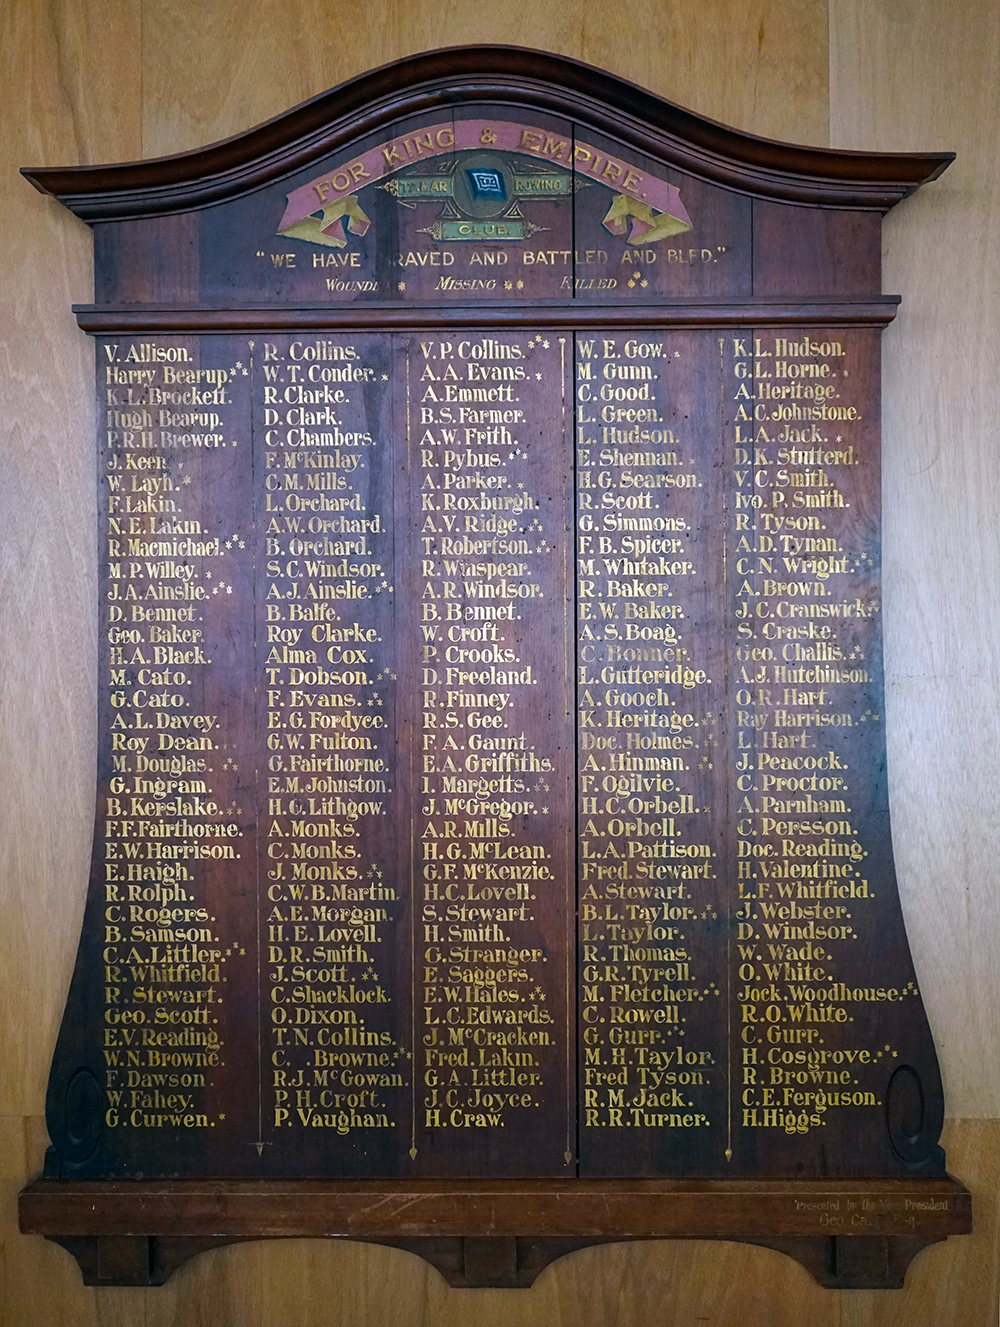 FOR KING & EMPIRE.
ROWING
CLUB.
"WE HAVE BRAVED AND BATTLED AND BLED."
WOUNDED * MISSING ** KILLED ***
V. Allison.
Harry Bearup.***
K. L. Brockett.
Hugh Bearup.
P.R.H. Brewer. *
J. Keen. *
W. Layh. *
F. Lakin.
N. E. Lakin.
R. Macmichael.***
M. P. Willey. *
J. A. Ainslie.***
D. Bennet.
Geo. Baker.
H. A. Black.
M. Cato.
G. Cato.
A. L. Davey.
Roy Dean.
M. Douglas. ***
G. Ingram.
B. Kerslake.***
F. F. Fairthorne.
E. W. Harrison.
E. Haigh.
R. Rolph.
C. Rogers.
B. Samson.
C. A. Littler.***
R. Whitfield.
R. Stewart.
Geo. Scott.
E. V. Reading.
W. N. Browne.
F. Dawson.
W. Fahey.
G. Curwen. *
R. Collins.
W. T. Conder. *
R. Clarke.
D. Clark.
C. Chambers.
F. McKinlay.
C. M. Mills.
L. Orchard.
A. W. Orchard.
B. Orchard.
S. C. Windsor.
A. J. Ainslie.***
B. Balfe.
Roy Clarke.
Alma Cox.
T. Dobson.***
F. Evans.***
E. G. Fordyce.
G. W. Fulton.
G. Fairthorne.
E. M. Johnston.
H. G. Lithgow.
A. Monks.
C. Monks.
J. Monks.***
C. W. B. Martin.
A. E. Morgan.
H. E. Lovell.
D. R. Smith.
J. Scott.***
C. Shacklock.
O. Dixon.
T. N. Collins.
C. Browne.***
R. J. McGowan.
P. H. Croft.
P. Vaughan.
V. P. Collins.***
A. A. Evans. *
A. Emmett.
B. S. Farmer.
A. W. Frith.
R. Pybus.***
A. Parker. *
K. Roxburgh.
A. V. Ridge.***
T. Robertson.***
R. Winspear.
A. R. Windsor.
B. Bennet.
W. Croft.
P. Crooks.
D. Freeland.
R. Finney.
R. S. Gee.
F. A. Gaunt.
E. A. Griffiths.
I. Margetts.***
J. McGregor. *
A. R. Mills.
H. G. McLean.
G. F. McKenzie.
H. C. Lovell.
S. Stewart.
H. Smith.
G. Stranger.
E. Saggers.
E. W. Hales.***
L. C. Edwards.
J. McCracken.
Fred. Lakin.
G. A. Littler.
J. C. Joyce.
H. Craw.
W. E. Gow. *
M. Gunn.
C. Good.
L. Green.
L. Hudson.
E. Shennan. *
H. G. Searson.
R. Scott.
G. Simmons.
F. B. Spicer.
M. Whitaker.
R. Baker.
E. W. Baker.
A. S. Boag.
C. Bonner.
L. Gutteridge.
A. Gooch.
K. Heritage.***
Doc. Holmes.***
A. Hinman.***
F. Ogilvie.
H. C. Orbell. *
A. Orbell.
L. A. Pattison.
Fred. Stewart.
A. Stewart.
B. L. Taylor.***
L. Taylor.
R. Thomas.
G. R. Tyrell.
M. Fletcher.***
C. Rowell.
G. Gurr.***
M. H. Taylor.
Fred Tyson.
R. M. Jack.
R. R. Turner.
K. L. Hudson.
G. L. Horne. *
A. Heritage.
A. C. Johnstone.
L. A. Jack. *
D. K. Stutterd.
V. C. Smith.
Ivo. P. Smith.
R. Tyson.
A. D. Tynan.
C. N. Wright.***
A. Brown.
J. C. Cranswick.***
S. Craske.
Geo. Challis.***
A. J. Hutchinson.
O. R. Hart.
Ray Harrison.***
L. Hart.
J. Peacock.
C. Proctor.
A. Parnham.
C. Persson.
Doc. Reading.
H. Valentine.
L. F. Whitfield.
J. Webster.
D. Windsor.
W. Wade.
O. White.
Jock. Woodhouse.***
R. O. White.
C. Gurr.
H. Cosgrove.***
R. Browne.
C. E. Ferguson.
H. Higgs.
Presented by the Vice President
Geo.